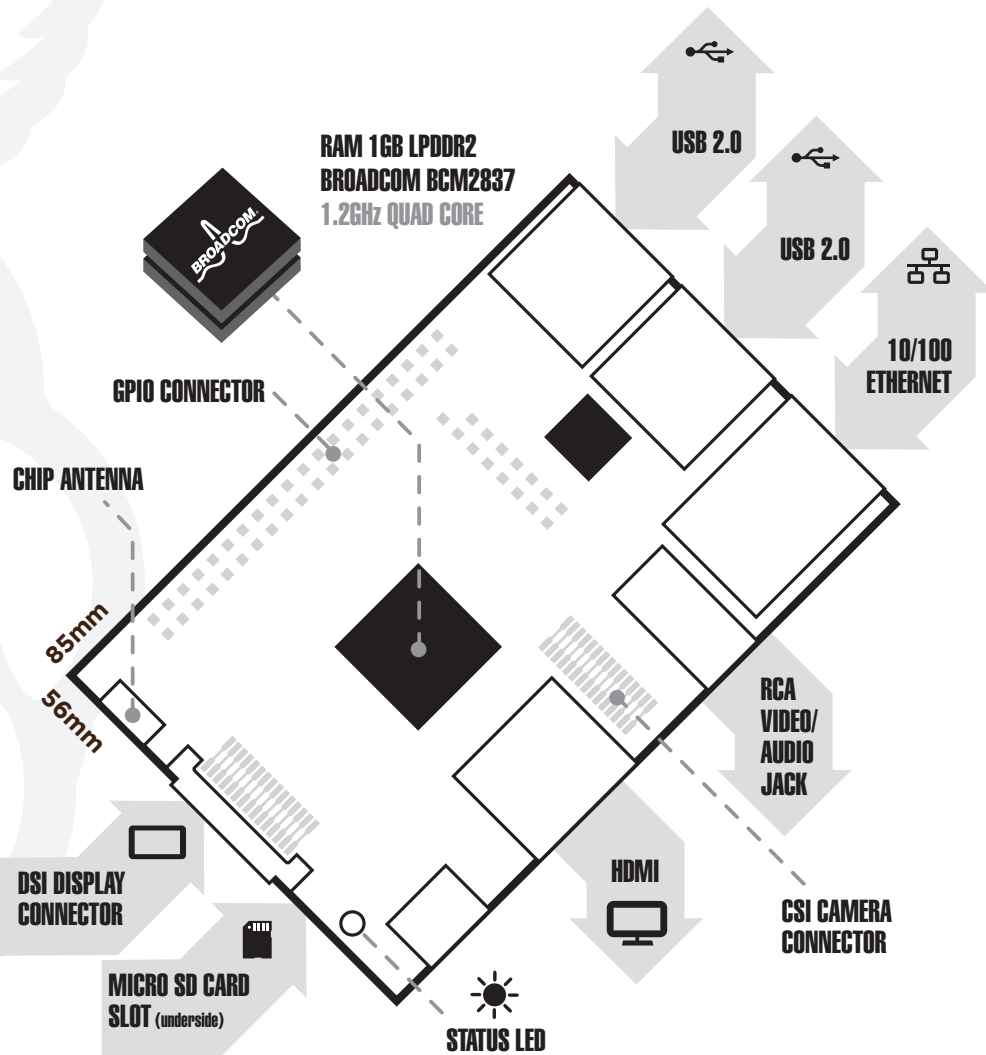 USB 2.0
RAM 1GB LPDDR2
BROADCOM BCM2837
1.2GHz QUAD CORE
BROADCOM.
USB 2.0
10/100
ETHERNET
GPIO CONNECTOR
CHIP ANTENNA
85mm
56mm
RCA
VIDEO/
AUDIO
JACK
DSI DISPLAY
CONNECTOR
HDMI
CSI CAMERA
CONNECTOR
MICRO SD CARD
SLOT (underside)
STATUS LED